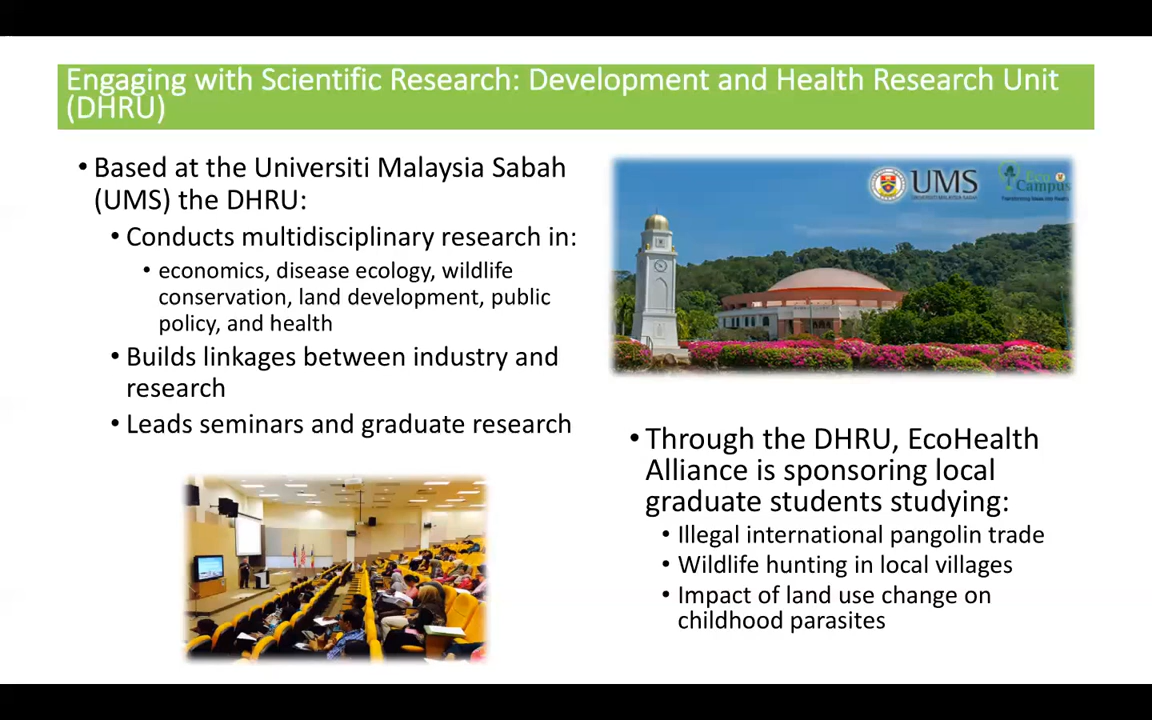 Engaging with Scientific Research: Development and Health Research Unit
(DHRU)
• Based at the Universiti Malaysia Sabah
(UMS) the DHRU:
• Conducts multidisciplinary research in:
• economics, disease ecology, wildlife
conservation, land development, public
policy, and health
• Builds linkages between industry and
research
• Leads seminars and graduate research
UMS
UNIVERSITI MALAYSIA SABAH
Eco
Campus
• Through the DHRU, EcoHealth
Alliance is sponsoring local
graduate students studying:
• Illegal international pangolin trade
• Wildlife hunting in local villages
• Impact of land use change on
childhood parasites